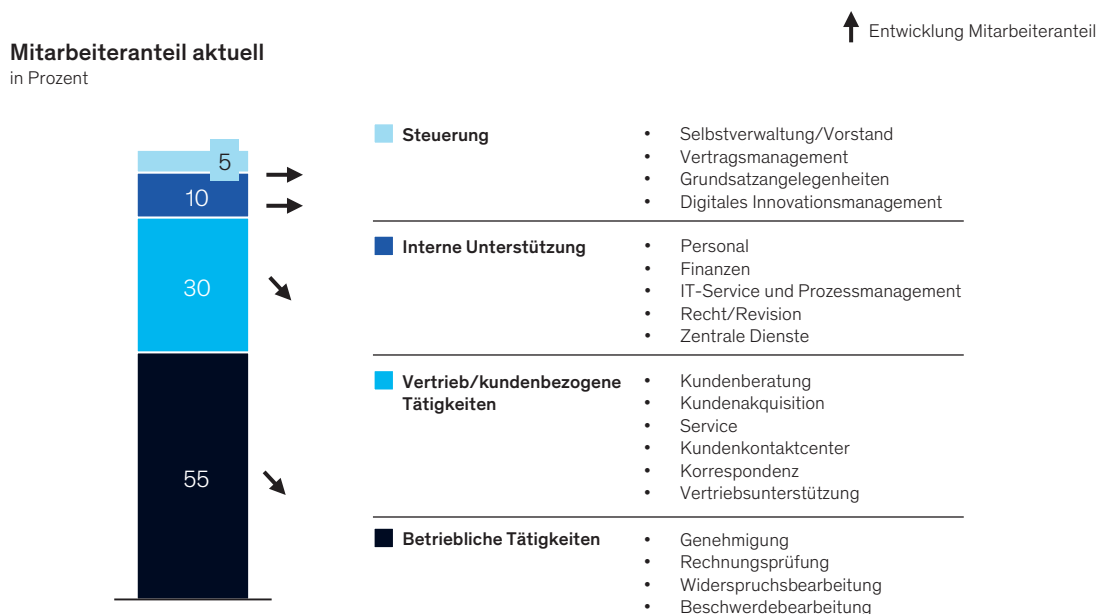 Entwicklung Mitarbeiteranteil
Mitarbeiteranteil aktuell
in Prozent
5
10
30
55
Steuerung
• Selbstverwaltung/Vorstand
• Vertragsmanagement
• Grundsatzangelegenheiten
• Digitales Innovationsmanagement
Interne Unterstützung
• Personal
• Finanzen
• IT-Service und Prozessmanagement
• Recht/Revision
• Zentrale Dienste
Vertrieb/kundenbezogene
Tätigkeiten
• Kundenberatung
• Kundenakquisition
• Service
• Kundenkontaktcenter
• Korrespondenz
• Vertriebsunterstützung
Betriebliche Tätigkeiten
• Genehmigung
• Rechnungsprüfung
• Widerspruchsbearbeitung
• Beschwerdebearbeitung